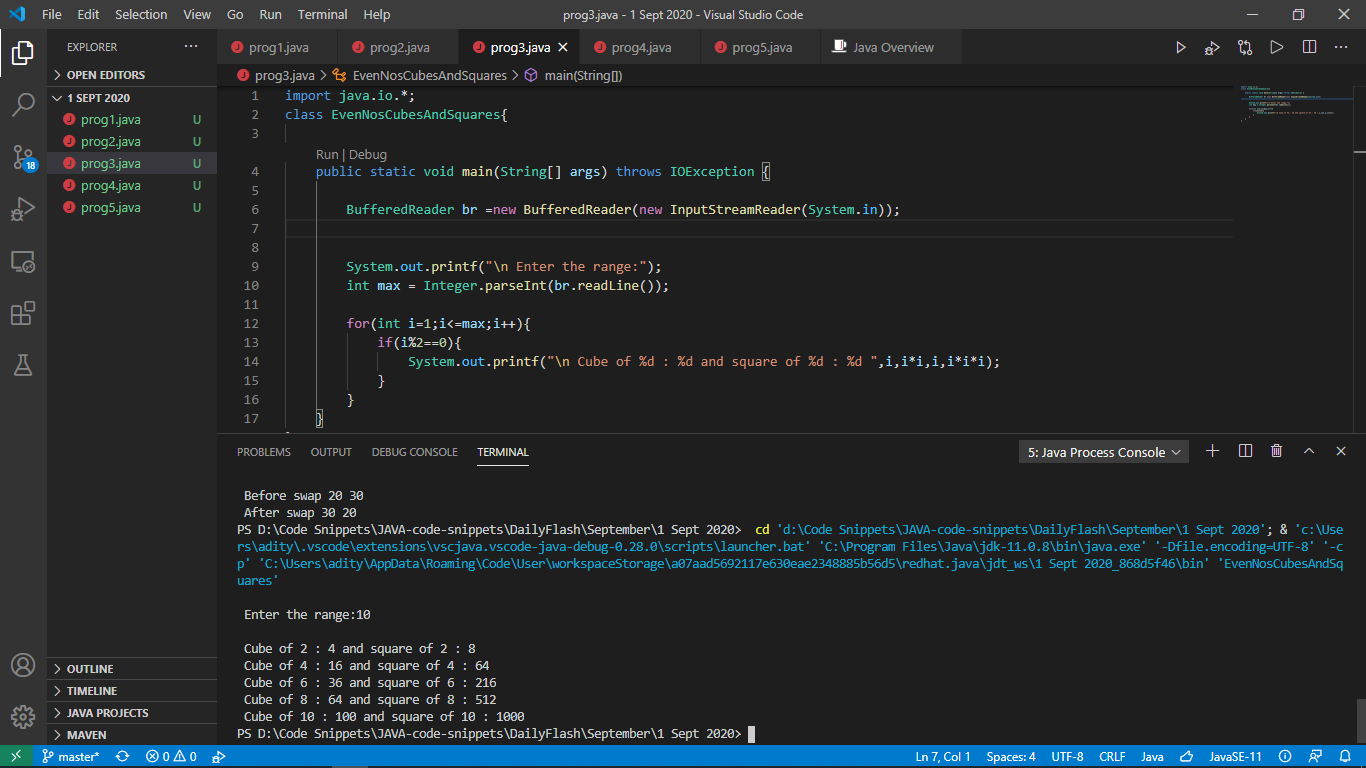 File Edit Selection View Go Run Terminal Help
prog3.java - 1 Sept 2020 - Visual Studio Code
EXPLORER
OPEN EDITORS
1 SEPT 2020
prog1.java U
prog2.java U
prog3.java U
prog4.java U
prog5.java U
18
OUTLINE
TIMELINE
JAVA PROJECTS
MAVEN
prog1.java prog2.java prog3.java prog4.java prog5.java Java Overview
prog3.java > EvenNosCubesAndSquares > main(String[])
1 import java.io.*;
2 class EvenNosCubesAndSquares{
3
Run | Debug
4 public static void main(String[] args) throws IOException {
5
6 BufferedReader br =new BufferedReader(new InputStreamReader(System.in));
7
8
9 System.out.printf("\n Enter the range:");
10 int max = Integer.parseInt(br.readLine());
11
12 for(int i=1;i<=max;i++){
13 if(i%2==0){
14 System.out.printf("\n Cube of %d : %d and square of %d : %d ",i,i*i,i,i*i*i);
15 }
16 }
17 }
PROBLEMS OUTPUT DEBUG CONSOLE TERMINAL
5: Java Process Console
Before swap 20 30
After swap 30 20
PS D:\Code Snippets\JAVA-code-snippets\DailyFlash\September\1 Sept 2020> cd 'd:\Code Snippets\JAVA-code-snippets\DailyFlash\September\1 Sept 2020'; & 'c:\Use
rs\adity\.vscode\extensions\vscjava.vscode-java-debug-0.28.0\scripts\launcher.bat' 'C:\Program Files\Java\jdk-11.0.8\bin\java.exe' '-Dfile.encoding=UTF-8' '-c
p' 'C:\Users\adity\AppData\Roaming\Code\User\workspaceStorage\a07aad5692117e630eae2348885b56d5\redhat.java\jdt_ws\1 Sept 2020_868d5f46\bin' 'EvenNosCubesAndSq
uares'
Enter the range:10
Cube of 2 : 4 and square of 2 : 8
Cube of 4 : 16 and square of 4 : 64
Cube of 6 : 36 and square of 6 : 216
Cube of 8 : 64 and square of 8 : 512
Cube of 10 : 100 and square of 10 : 1000
PS D:\Code Snippets\JAVA-code-snippets\DailyFlash\September\1 Sept 2020>
master* 0 0 Ln 7, Col 1 Spaces: 4 UTF-8 CRLF Java JavaSE-11